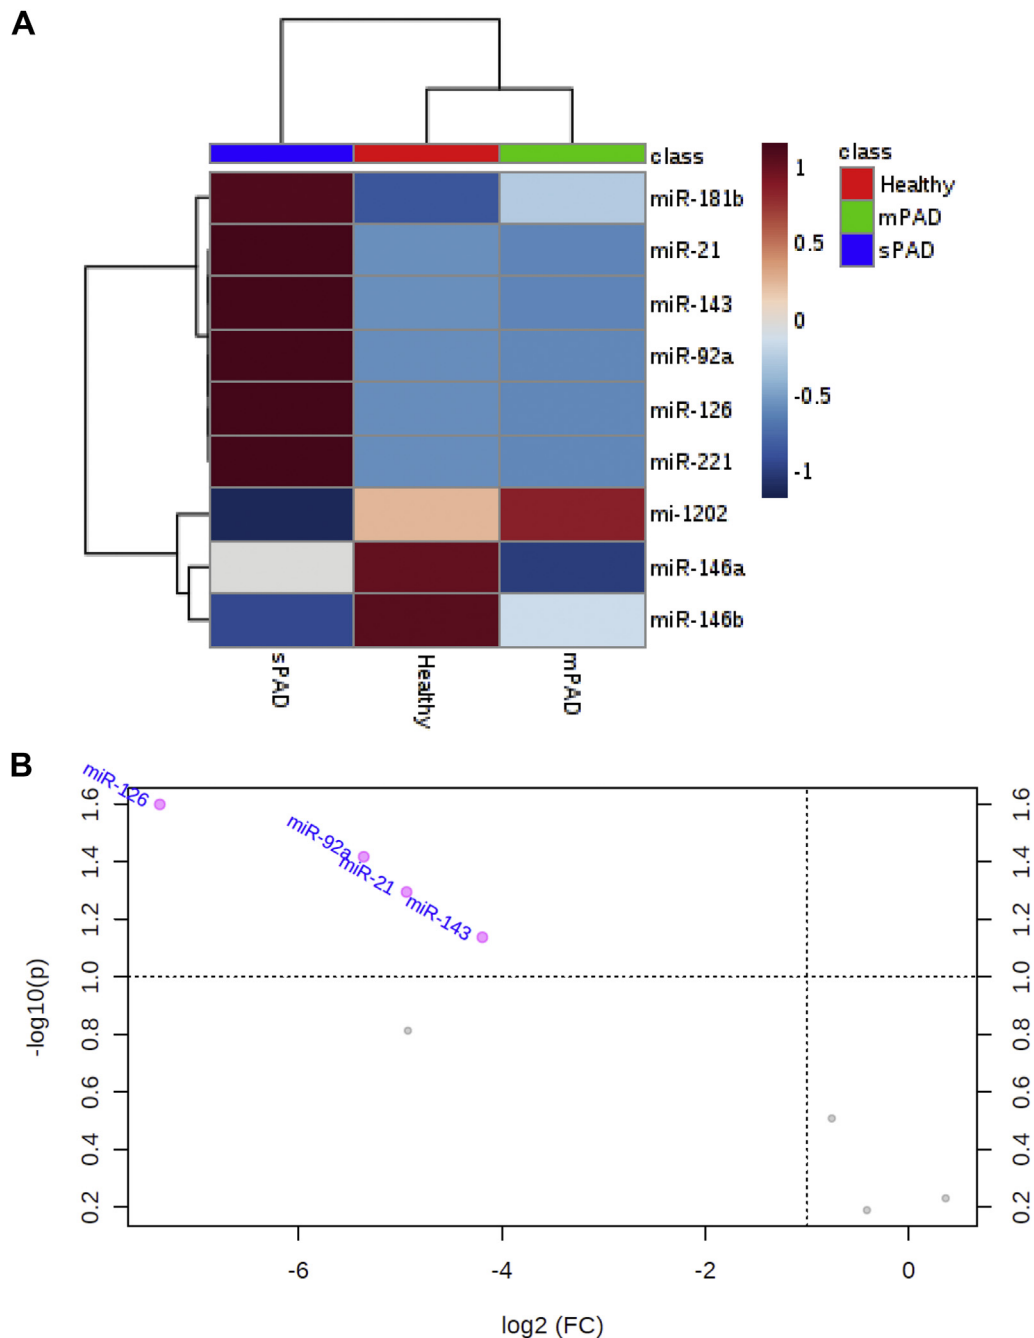 A
class
miR-181b
miR-21
miR-143
miR-92a
miR-126
miR-221
mi-1202
miR-146a
miR-146b
sPAD
Healthy
mPAD
1
0.5
0
-0.5
-1
class
Healthy
mPAD
sPAD
B
miR-126
miR-92a
miR-21
miR-143
-log10(p)
1.6
1.4
1.2
1.0
0.8
0.6
0.4
0.2
1.6
1.4
1.2
1.0
0.8
0.6
0.4
0.2
-6 -4 -2 0
log2 (FC)